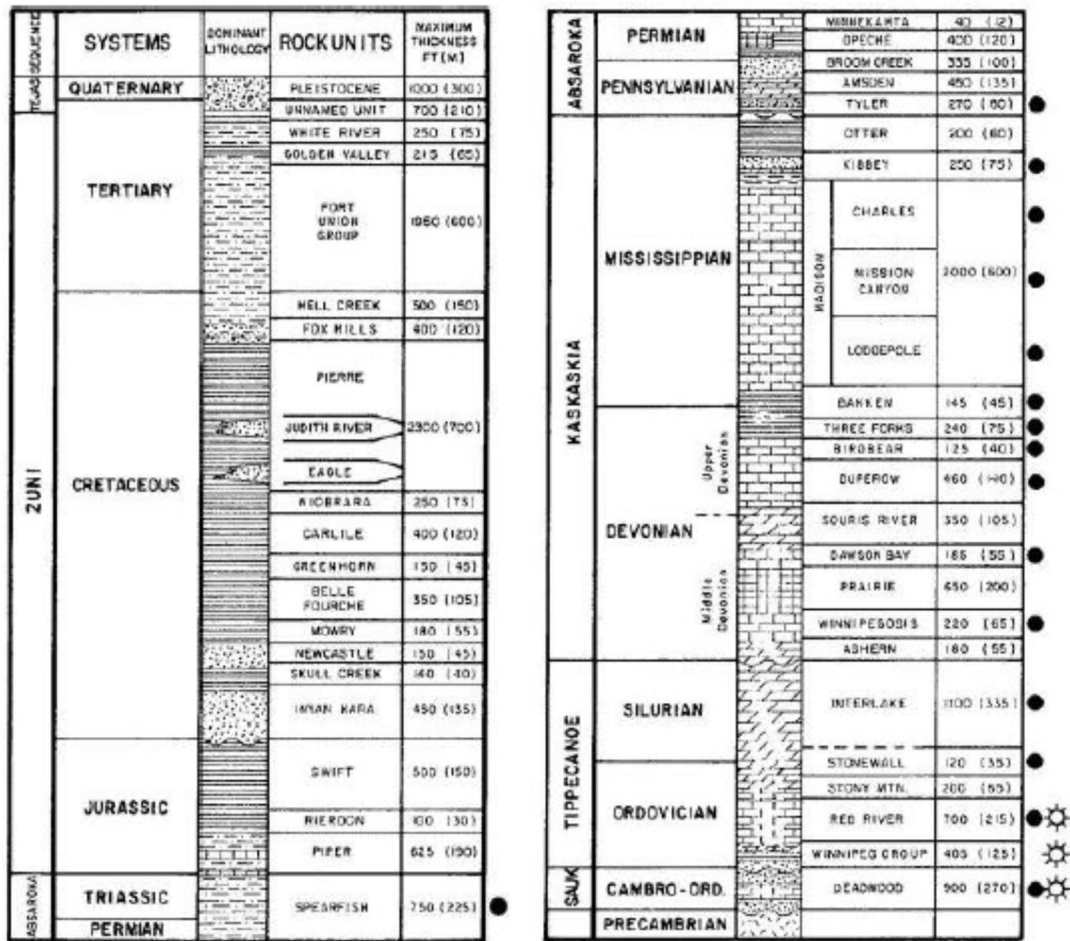 TEJAS SEQUENCE
SYSTEMS
DOMINANT LITHOLOGY
ROCK UNITS
MAXIMUM THICKNESS FT (M)
QUATERNARY
PLEISTOCENE 1000 (300)
ZUNI
TERTIARY
UNNAMED UNIT 700 (210)
WHITE RIVER 250 (75)
GOLDEN VALLEY 215 (65)
FORT
UNION
GROUP
(600)
CRETACEOUS
HELL CREEK 500 (150)
FOX HILLS 400 (120)
PIERRE
JUDITH RIVER 2300 (700)
EAGLE
NIOBRARA 250 (75)
CARLILE 400 (120)
GREENHORN 150 (45)
BELLE
FOURCHE
350 (105)
MOWRY 180 (55)
NEWCASTLE 150 (45)
SKULL CREEK 140 (40)
INYAN KARA 450 (135)
JURASSIC
SWIFT 500 (150)
RIERDON 100 (30)
PIPER 625 (190)
ABSAROKA
TRIASSIC
PERMIAN
SPEARFISH 750 (225)
ABSAROKA
PERMIAN
MINNEKAHTA 40 (12)
OPECHE 400 (120)
PENNSYLVANIAN
BROOM CREEK 335 (100)
AMSDEN 450 (135)
TYLER 270 (80)
KASKASKIA
MISSISSIPPIAN
OTTER 200 (60)
KIBBEY 250 (75)
MADISON
CHARLES
MISSION
CANYON
2000 (600)
LODGEPOLE
BAKKEN 145 (45)
DEVONIAN
Upper
Devonian
THREE FORKS 240 (75)
BIRDBEAR 125 (40)
DUPEROW 460 (140)
Middle
Devonian
SOURIS RIVER 350 (105)
DAWSON BAY 185 (55)
PRAIRIE 650 (200)
WINNIPEGOSIS 220 (65)
ASHERN 180 (55)
TIPPECANOE
SILURIAN
INTERLAKE 1100 (335)
STONEWALL 120 (35)
ORDOVICIAN
STONY MTN. 200 (65)
RED RIVER 700 (215)
WINNIPEG GROUP 405 (125)
SAUK
CAMBRO-ORD.
DEADWOOD 900 (270)
PRECAMBRIAN